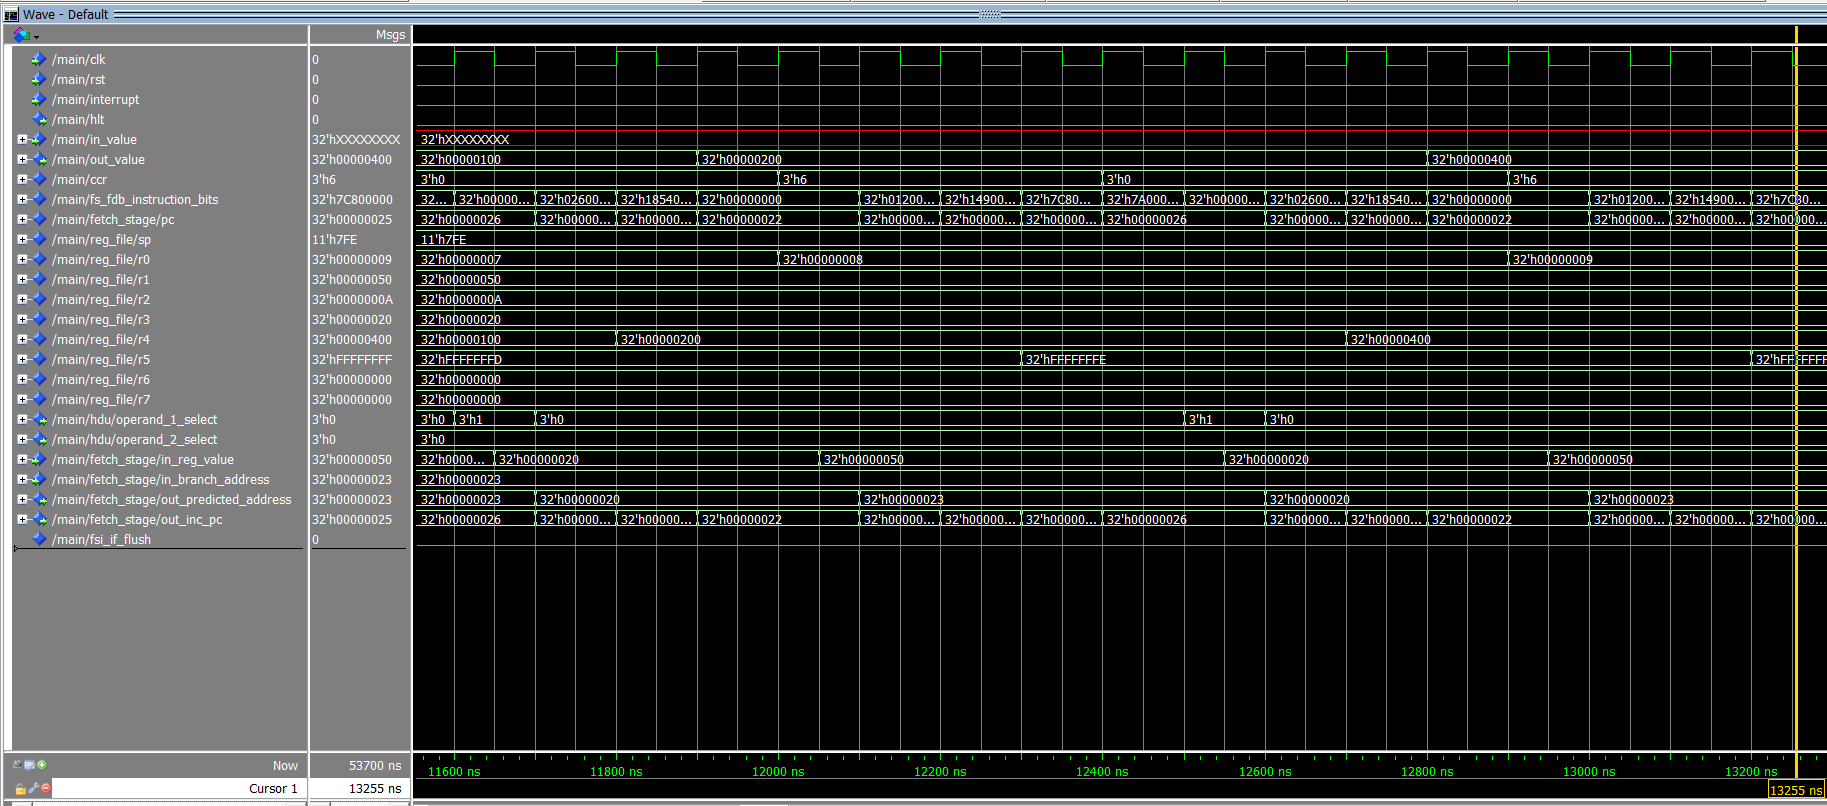 Wave - Default
Msgs
/main/clk 0
/main/rst 0
/main/interrupt 0
/main/hlt 0
/main/in_value 32'hXXXXXXXX 32'hXXXXXXXX
/main/out_value 32'h00000400 32'h00000100 32'h00000200 32'h00000400
/main/ccr 3'h6 3'h0 3'h6 3'h0 3'h6
/main/fs_fdb_instruction_bits 32'h7C800000 32... 32'h00000... 32'h02600... 32'h18540... 32'h00000000 32'h01200... 32'h14900... 32'h7C80... 32'h7A000... 32'h00000... 32'h02600... 32'h18540... 32'h00000000 32'h01200... 32'h14900... 32'h7C80...
/main/fetch_stage/pc 32'h00000025 32'h00000026 32'h00000... 32'h00000... 32'h00000022 32'h00000... 32'h00000... 32'h00000... 32'h00000026 32'h00000... 32'h00000... 32'h00000022 32'h00000... 32'h00000... 32'h00000...
/main/reg_file/sp 11'h7FE 11'h7FE
/main/reg_file/r0 32'h00000009 32'h00000007 32'h00000008 32'h00000009
/main/reg_file/r1 32'h00000050 32'h00000050
/main/reg_file/r2 32'h0000000A 32'h0000000A
/main/reg_file/r3 32'h00000020 32'h00000020
/main/reg_file/r4 32'h00000400 32'h00000100 32'h00000200 32'h00000400
/main/reg_file/r5 32'hFFFFFFFF 32'hFFFFFFFD 32'hFFFFFFFE 32'hFFFFFFF
/main/reg_file/r6 32'h00000000 32'h00000000
/main/reg_file/r7 32'h00000000 32'h00000000
/main/hdu/operand_1_select 3'h0 3'h0 3'h1 3'h0 3'h1 3'h0
/main/hdu/operand_2_select 3'h0 3'h0
/main/fetch_stage/in_reg_value 32'h00000050 32'h0000... 32'h00000020 32'h00000050 32'h00000020 32'h00000050
/main/fetch_stage/in_branch_address 32'h00000023 32'h00000023
/main/fetch_stage/out_predicted_address 32'h00000023 32'h00000023 32'h00000020 32'h00000023 32'h00000020 32'h00000023
/main/fetch_stage/out_inc_pc 32'h00000025 32'h00000026 32'h00000... 32'h00000... 32'h00000022 32'h00000... 32'h00000... 32'h00000... 32'h00000026 32'h00000... 32'h00000... 32'h00000022 32'h00000... 32'h00000... 32'h00000...
/main/fsi_if_flush 0
Now 53700 ns 11600 ns 11800 ns 12000 ns 12200 ns 12400 ns 12600 ns 12800 ns 13000 ns 13200 ns
Cursor 1 13255 ns 13255 ns